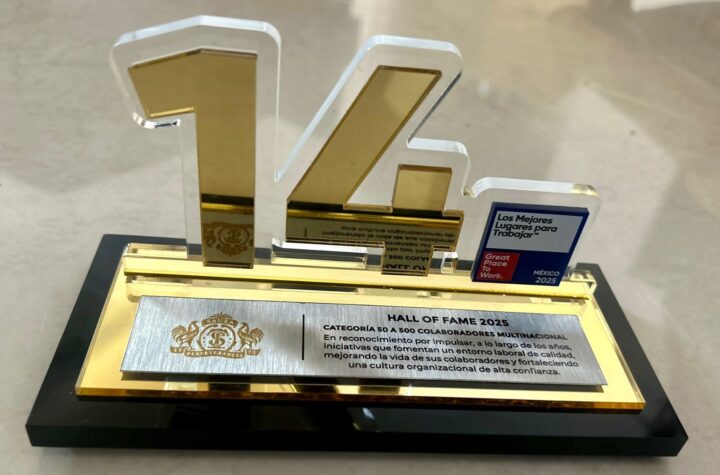 14
Los Mejores
Lugares para
Trabajar™
Great
Place
To
Work.
MÉXICO
2025
HALL OF FAME 2025
CATEGORÍA 50 A 500 COLABORADORES MULTINACIONAL
En reconocimiento por impulsar, a lo largo de los años,
iniciativas que fomentan un entorno laboral de calidad,
mejorando la vida de sus colaboradores y fortaleciendo
una cultura organizacional de alta confianza.